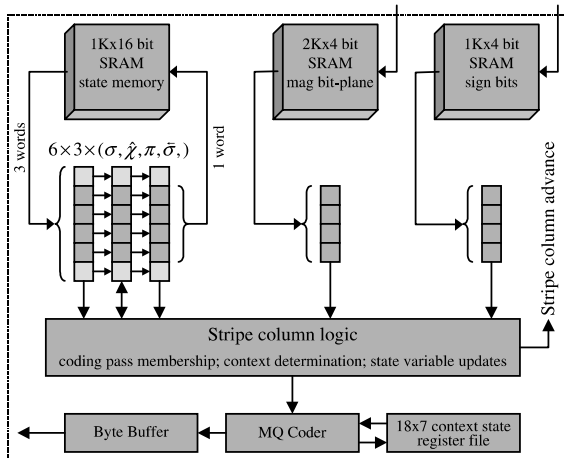 1Kx16 bit
SRAM
state memory
2Kx4 bit
SRAM
mag bit-plane
1Kx4 bit
SRAM
sign bits
3 words
1 word
6×3×(σ, χ̂, π, σ̄,)
Stripe column advance
Stripe column logic
coding pass membership; context determination; state variable updates
Byte Buffer
MQ Coder
18x7 context state
register file